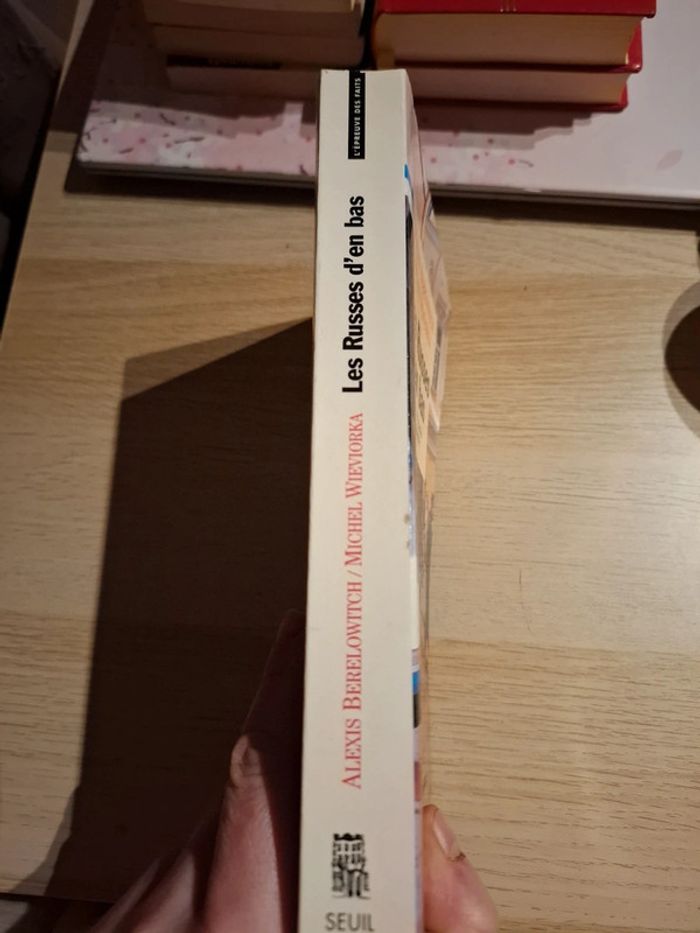 L'ÉPREUVE DES FAITS
Les Russes d'en bas
ALEXIS BERELOWITCH / MICHEL WIEVIORKA
SEUIL